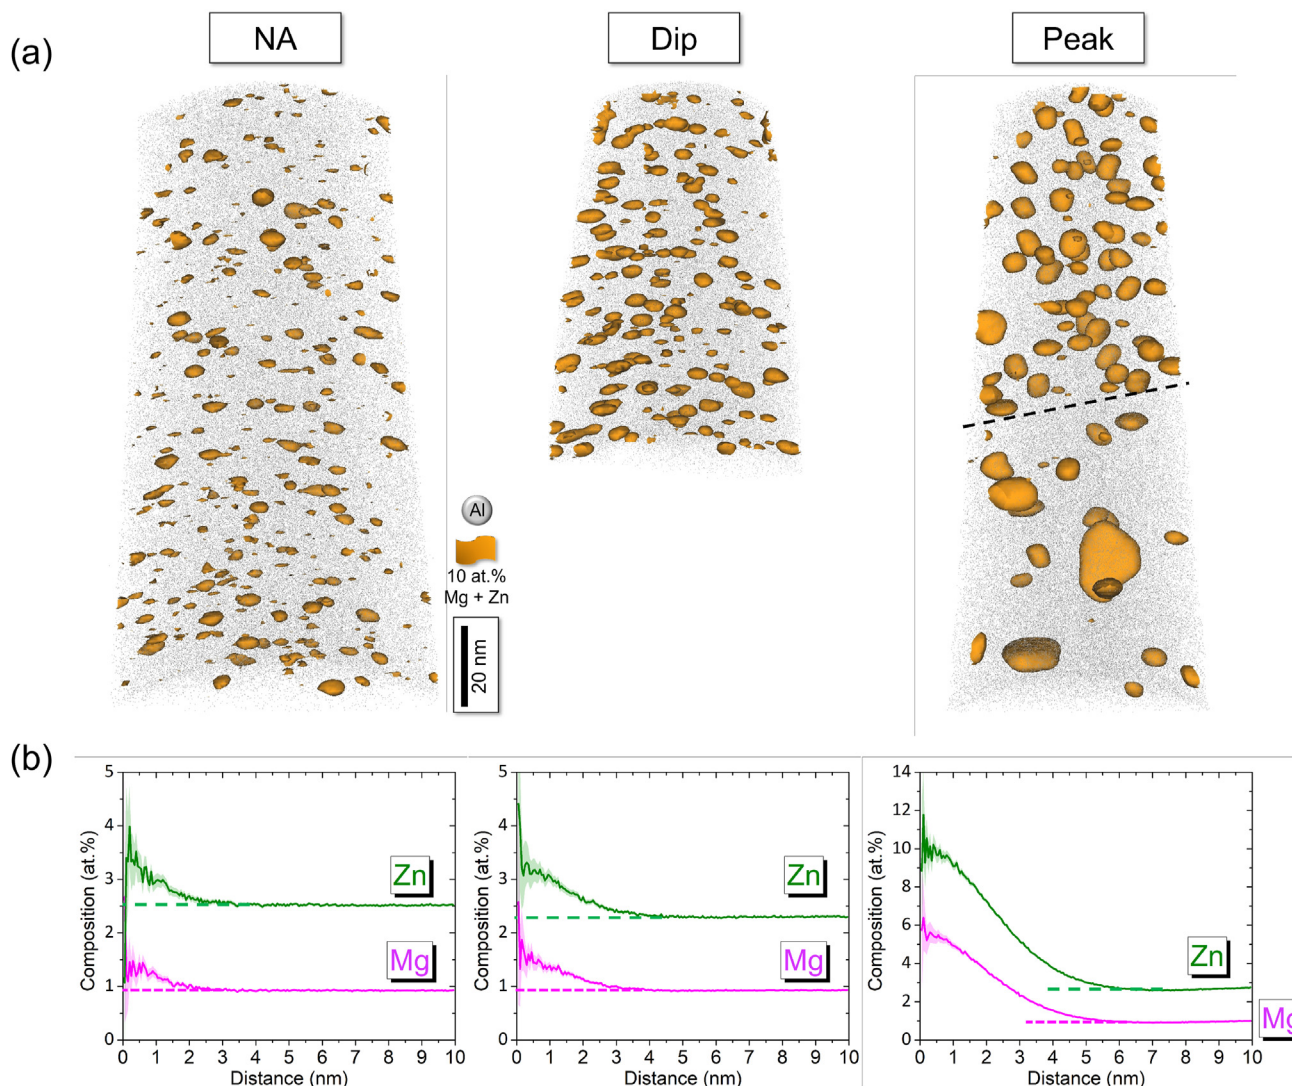 (a)
NA
Dip
Peak
Al
10 at.%
Mg + Zn
20 nm
(b)
Composition (at.%)
5
4
3
2
1
0
Zn
Mg
0 1 2 3 4 5 6 7 8 9 10
Distance (nm)
Composition (at.%)
5
4
3
2
1
0
Zn
Mg
0 1 2 3 4 5 6 7 8 9 10
Distance (nm)
Composition (at.%)
14
12
10
8
6
4
2
0
Zn
Mg
0 1 2 3 4 5 6 7 8 9 10
Distance (nm)